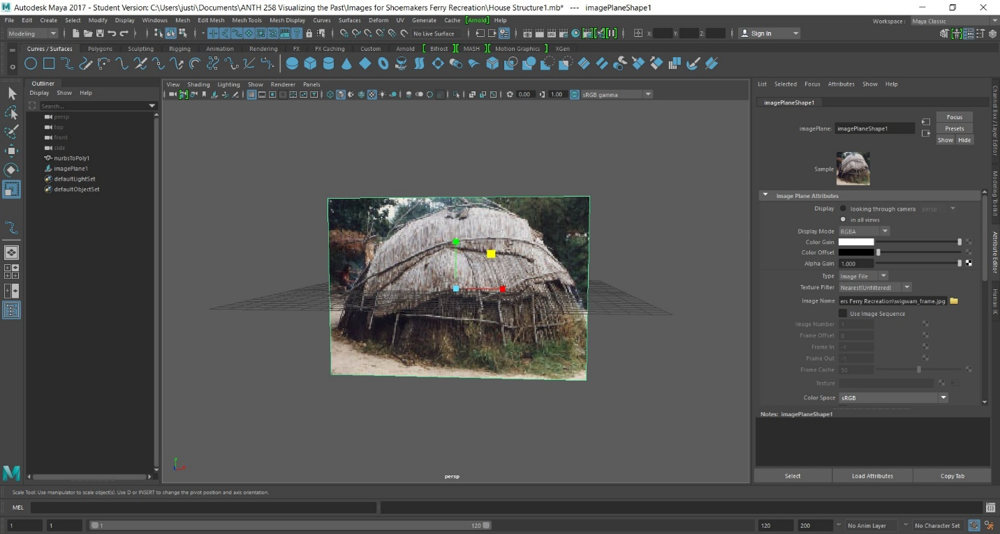 Autodesk Maya 2017 - Student Version: C:\Users\justi\Documents\ANTH 258 Visualizing the Past\Images for Shoemakers Ferry Recreation\House Structure1.mb* --- imagePlaneShape1
File Edit Create Select Modify Display Windows Mesh Edit Mesh Mesh Tools Mesh Display Curves Surfaces Deform UV Generate Cache [Arnold] Help
Workspace : Maya Classic
Modeling No Live Surface X: Y: Z: Sign In
Curves / Surfaces Polygons Sculpting Rigging Animation Rendering FX FX Caching Custom Arnold Bifrost MASH Motion Graphics XGen
Outliner
Display Show Help
Search...
persp
top
front
side
nurbsToPoly1
imagePlane1
defaultLightSet
defaultObjectSet
View Shading Lighting Show Renderer Panels
0.00 1.00 sRGB gamma
persp
List Selected Focus Attributes Show Help
imagePlaneShape1
imagePlane: imagePlaneShape1
Focus
Presets
Show Hide
Sample
Image Plane Attributes
Display looking through camera persp
in all views
Display Mode RGBA
Color Gain
Color Offset
Alpha Gain 1.000
Type Image File
Texture Filter Nearest(Unfiltered)
Image Name ers Ferry Recreation\wigwam_frame.jpg
Use Image Sequence
Image Number 1
Frame Offset 0
Frame In -1
Frame Out -1
Frame Cache 50
Texture
Color Space sRGB
Notes: imagePlaneShape1
Select Load Attributes Copy Tab
Channel Box / Layer Editor
Modeling Toolkit
Attribute Editor
Human IK
Scale Tool: Use manipulator to scale object(s). Use D or INSERT to change the pivot position and axis orientation.
MEL
1 1 1 120 120 200 No Anim Layer No Character Set